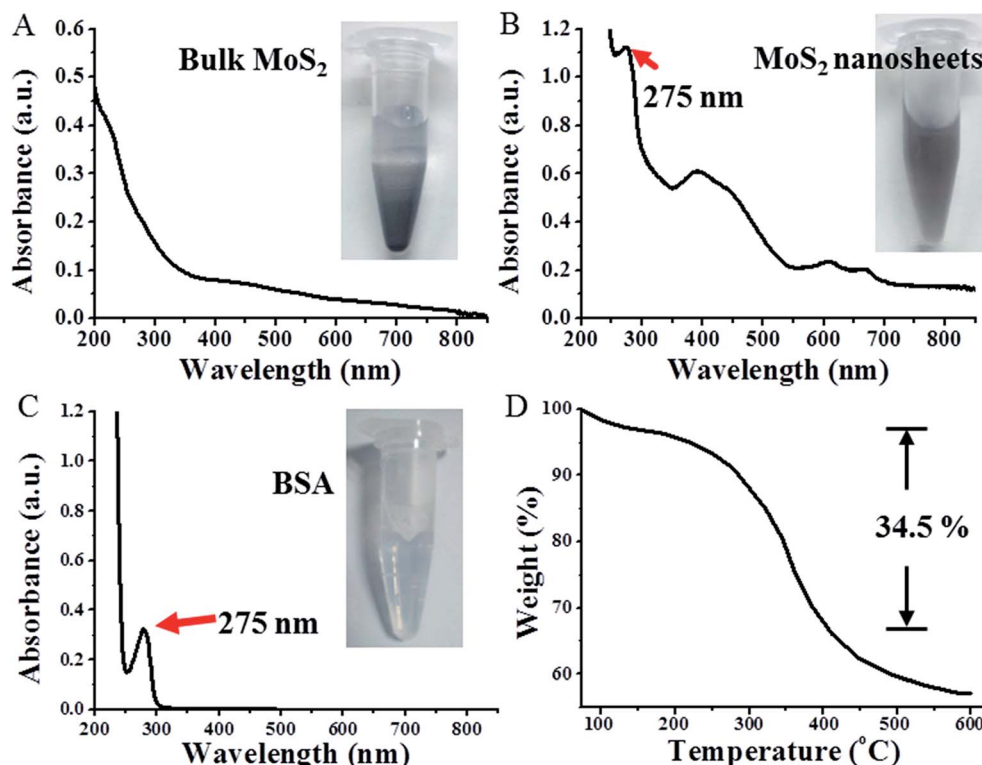 A
Bulk MoS₂
0.6
0.5
0.4
0.3
0.2
0.1
0.0
Absorbance (a.u.)
200 300 400 500 600 700 800
Wavelength (nm)
B
MoS₂ nanosheets
275 nm
1.2
1.0
0.8
0.6
0.4
0.2
0.0
Absorbance (a.u.)
200 300 400 500 600 700 800
Wavelength (nm)
C
BSA
275 nm
1.2
1.0
0.8
0.6
0.4
0.2
0.0
Absorbance (a.u.)
200 300 400 500 600 700 800
Wavelength (nm)
D
34.5 %
100
90
80
70
60
Weight (%)
100 200 300 400 500 600
Temperature (°C)